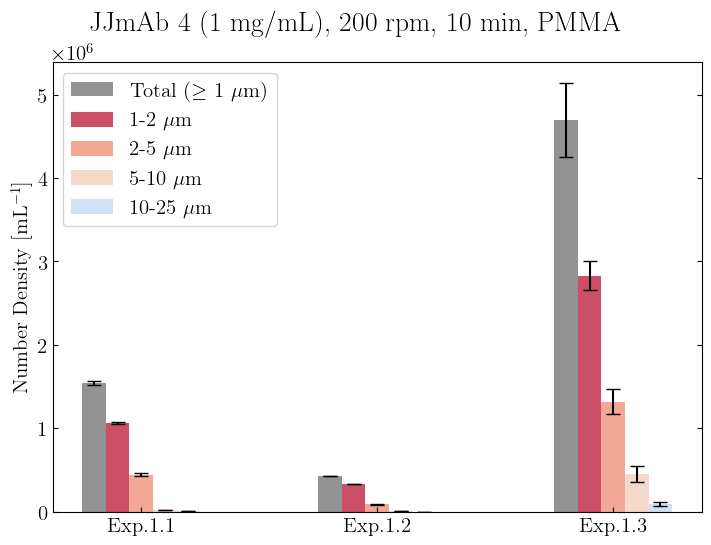 JJmAb 4 (1 mg/mL), 200 rpm, 10 min, PMMA
×10⁶
Total (≥ 1 μm)
1-2 μm
2-5 μm
5-10 μm
10-25 μm
Number Density [mL⁻¹]
5
4
3
2
1
0
Exp.1.1 Exp.1.2 Exp.1.3